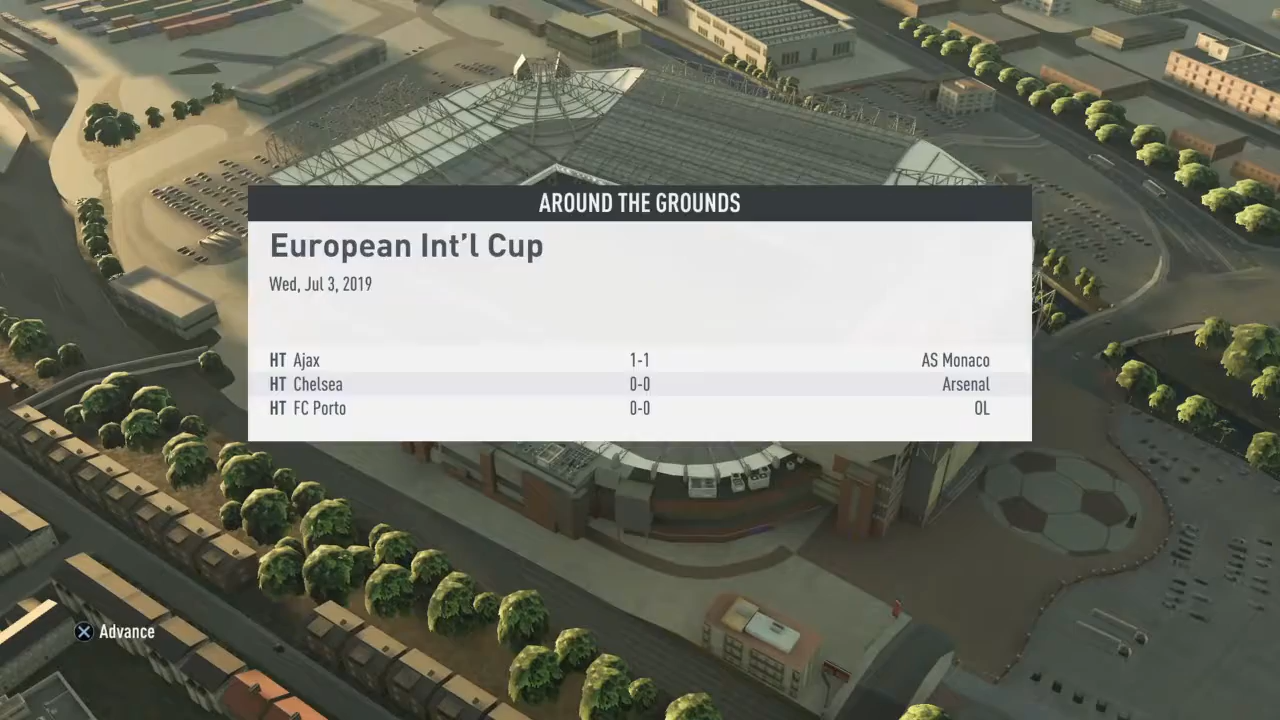 AROUND THE GROUNDS
European Int'l Cup
Wed, Jul 3, 2019
HT Ajax 1-1 AS Monaco
HT Chelsea 0-0 Arsenal
HT FC Porto 0-0 OL
Advance